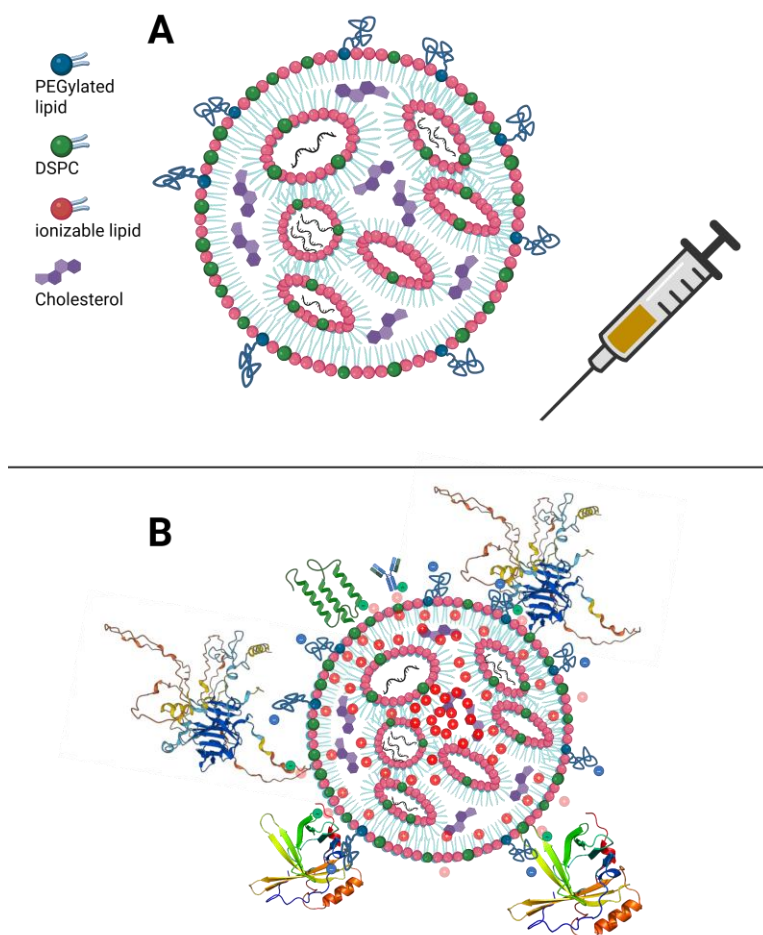 A
PEGylated
lipid
DSPC
ionizable lipid
Cholesterol
B